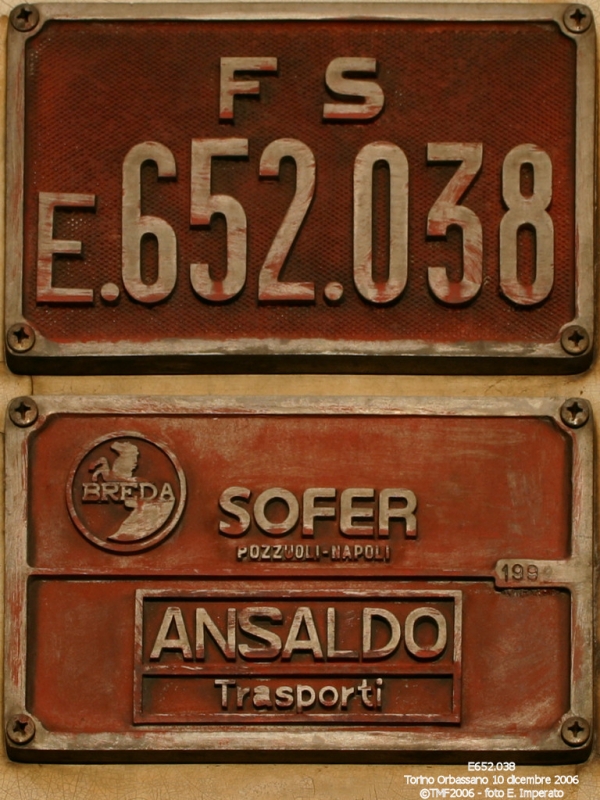 F S
E.652.038
BREDA
SOFER
POZZUOLI-NAPOLI
ANSALDO
Trasporti
E652.038
Torino Orbassano 10 dicembre 2006
©TMF2006 - foto E. Imperato